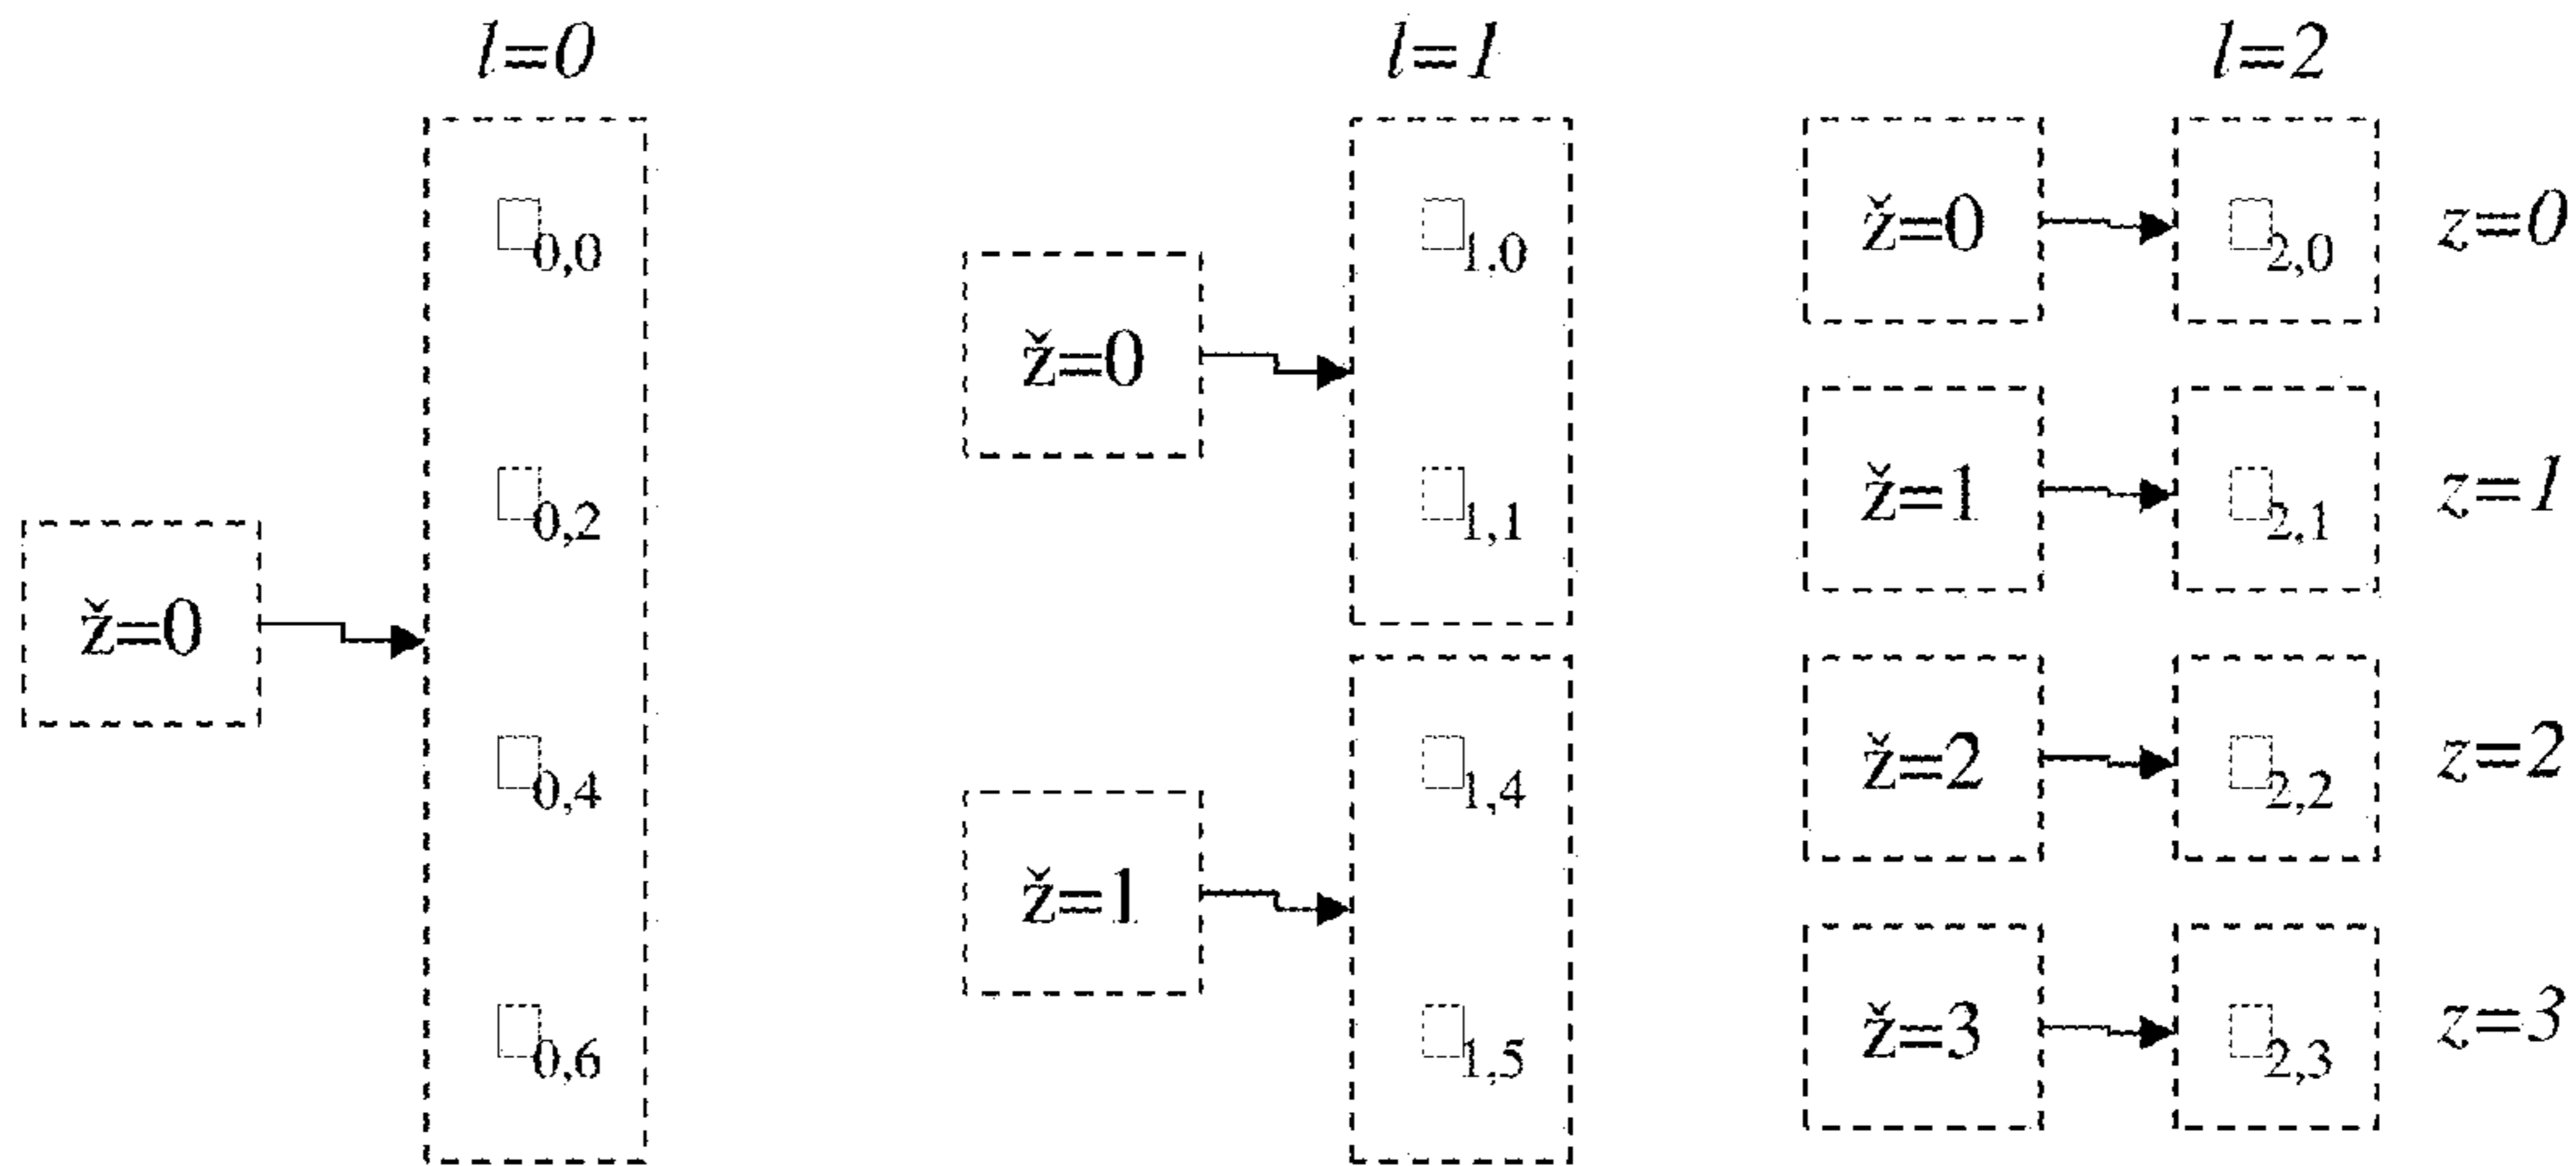 l=0
l=1
l=2
ž=0
□0,0
□0,2
□0,4
□0,6
ž=0
□1.0
□1,1
ž=1
□1,4
□1,5
ž=0
□2,0
z=0
ž=1
□2,1
z=1
ž=2
□2,2
z=2
ž=3
□2,3
z=3